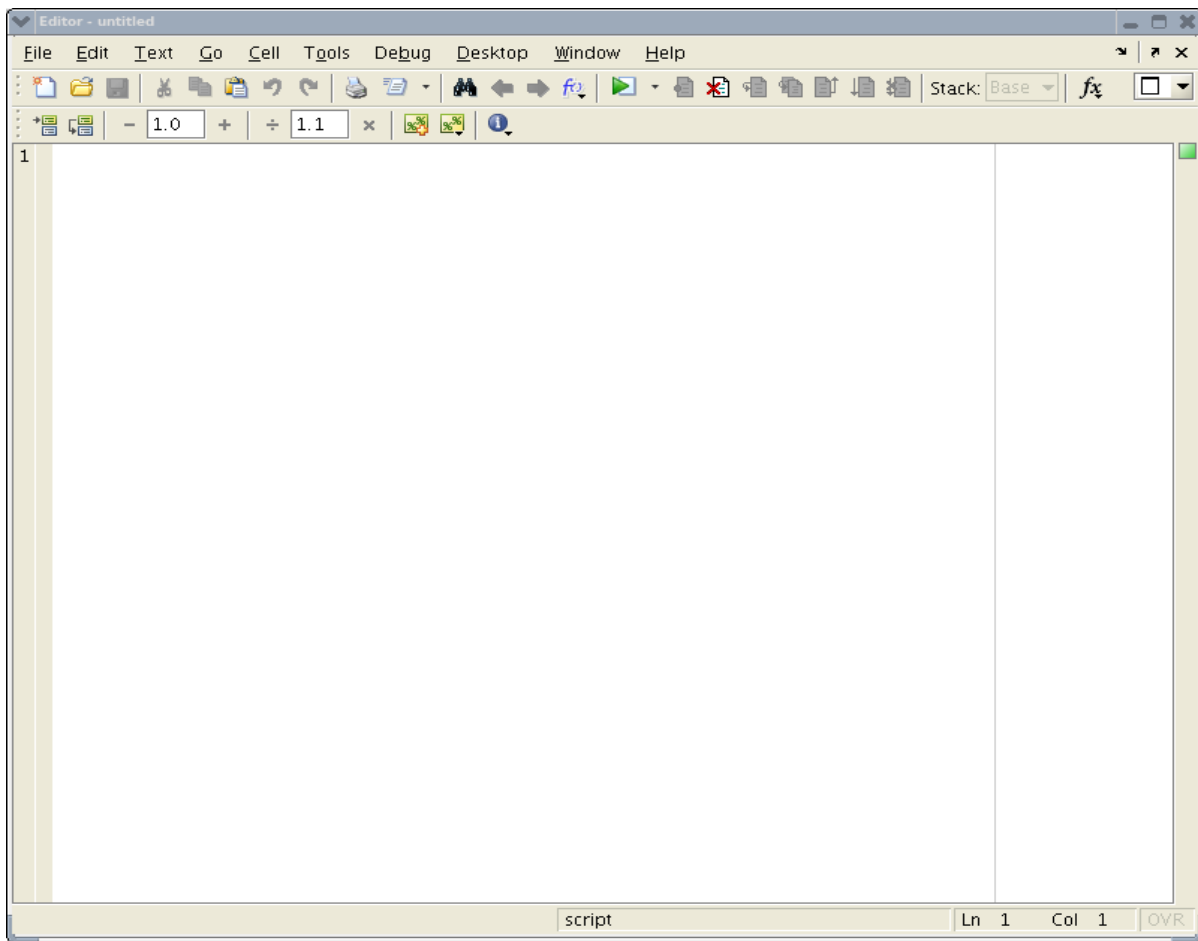 Editor - untitled
File Edit Text Go Cell Tools Debug Desktop Window Help
Stack: Base fx
- 1.0 + ÷ 1.1 ×
1
script Ln 1 Col 1 OVR